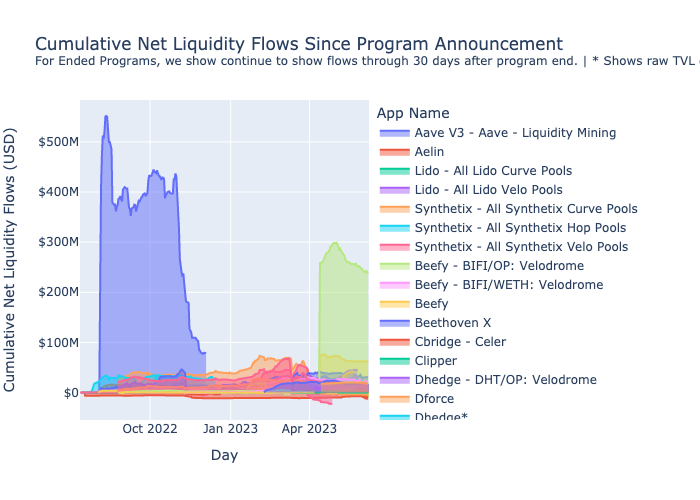 Cumulative Net Liquidity Flows Since Program Announcement
For Ended Programs, we show continue to show flows through 30 days after program end. | * Shows raw TVL
Cumulative Net Liquidity Flows (USD)
$500M
$400M
$300M
$200M
$100M
$0
Oct 2022 Jan 2023 Apr 2023
Day
App Name
Aave V3 - Aave - Liquidity Mining
Aelin
Lido - All Lido Curve Pools
Lido - All Lido Velo Pools
Synthetix - All Synthetix Curve Pools
Synthetix - All Synthetix Hop Pools
Synthetix - All Synthetix Velo Pools
Beefy - BIFI/OP: Velodrome
Beefy - BIFI/WETH: Velodrome
Beefy
Beethoven X
Cbridge - Celer
Clipper
Dhedge - DHT/OP: Velodrome
Dforce
Dhedge*